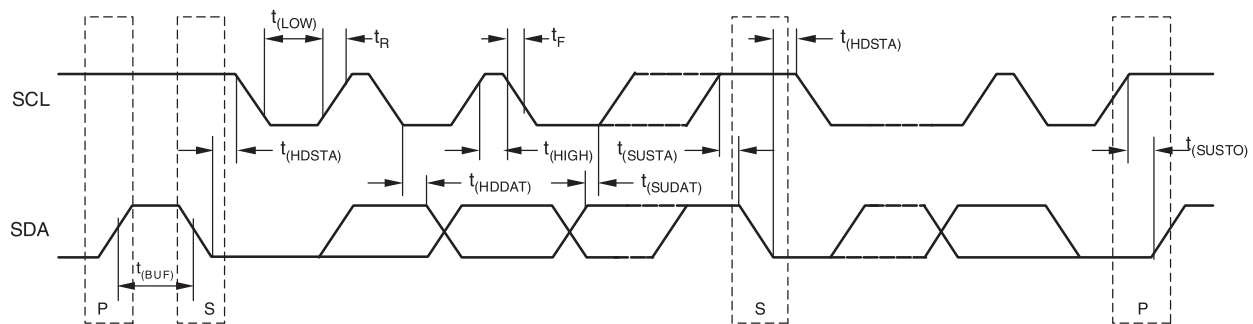 t(LOW)
tR
tF
t(HDSTA)
SCL
t(HDSTA)
t(HIGH)
t(SUSTA)
t(SUSTO)
t(HDDAT)
t(SUDAT)
SDA
t(BUF)
P
S
S
P